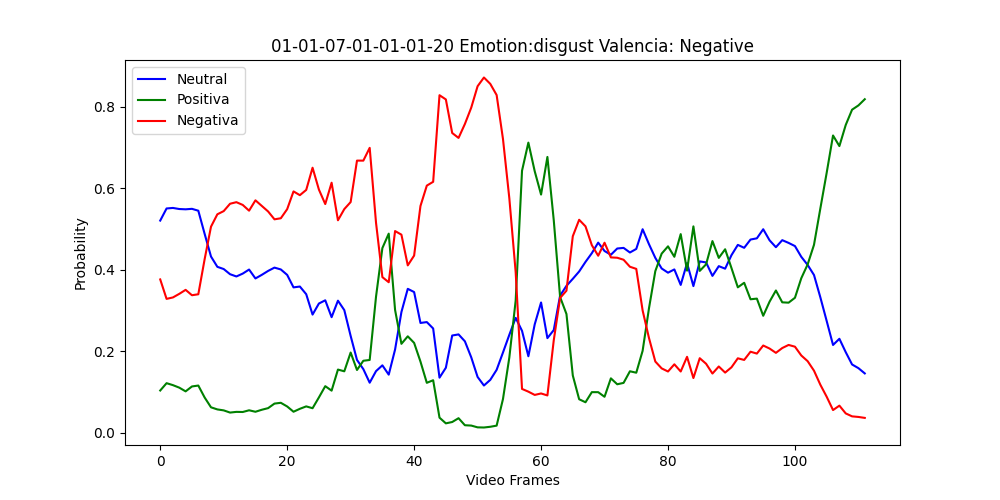 01-01-07-01-01-01-20 Emotion:disgust Valencia: Negative
Neutral
Positiva
Negativa
Probability
0.8
0.6
0.4
0.2
0.0
0 20 40 60 80 100
Video Frames